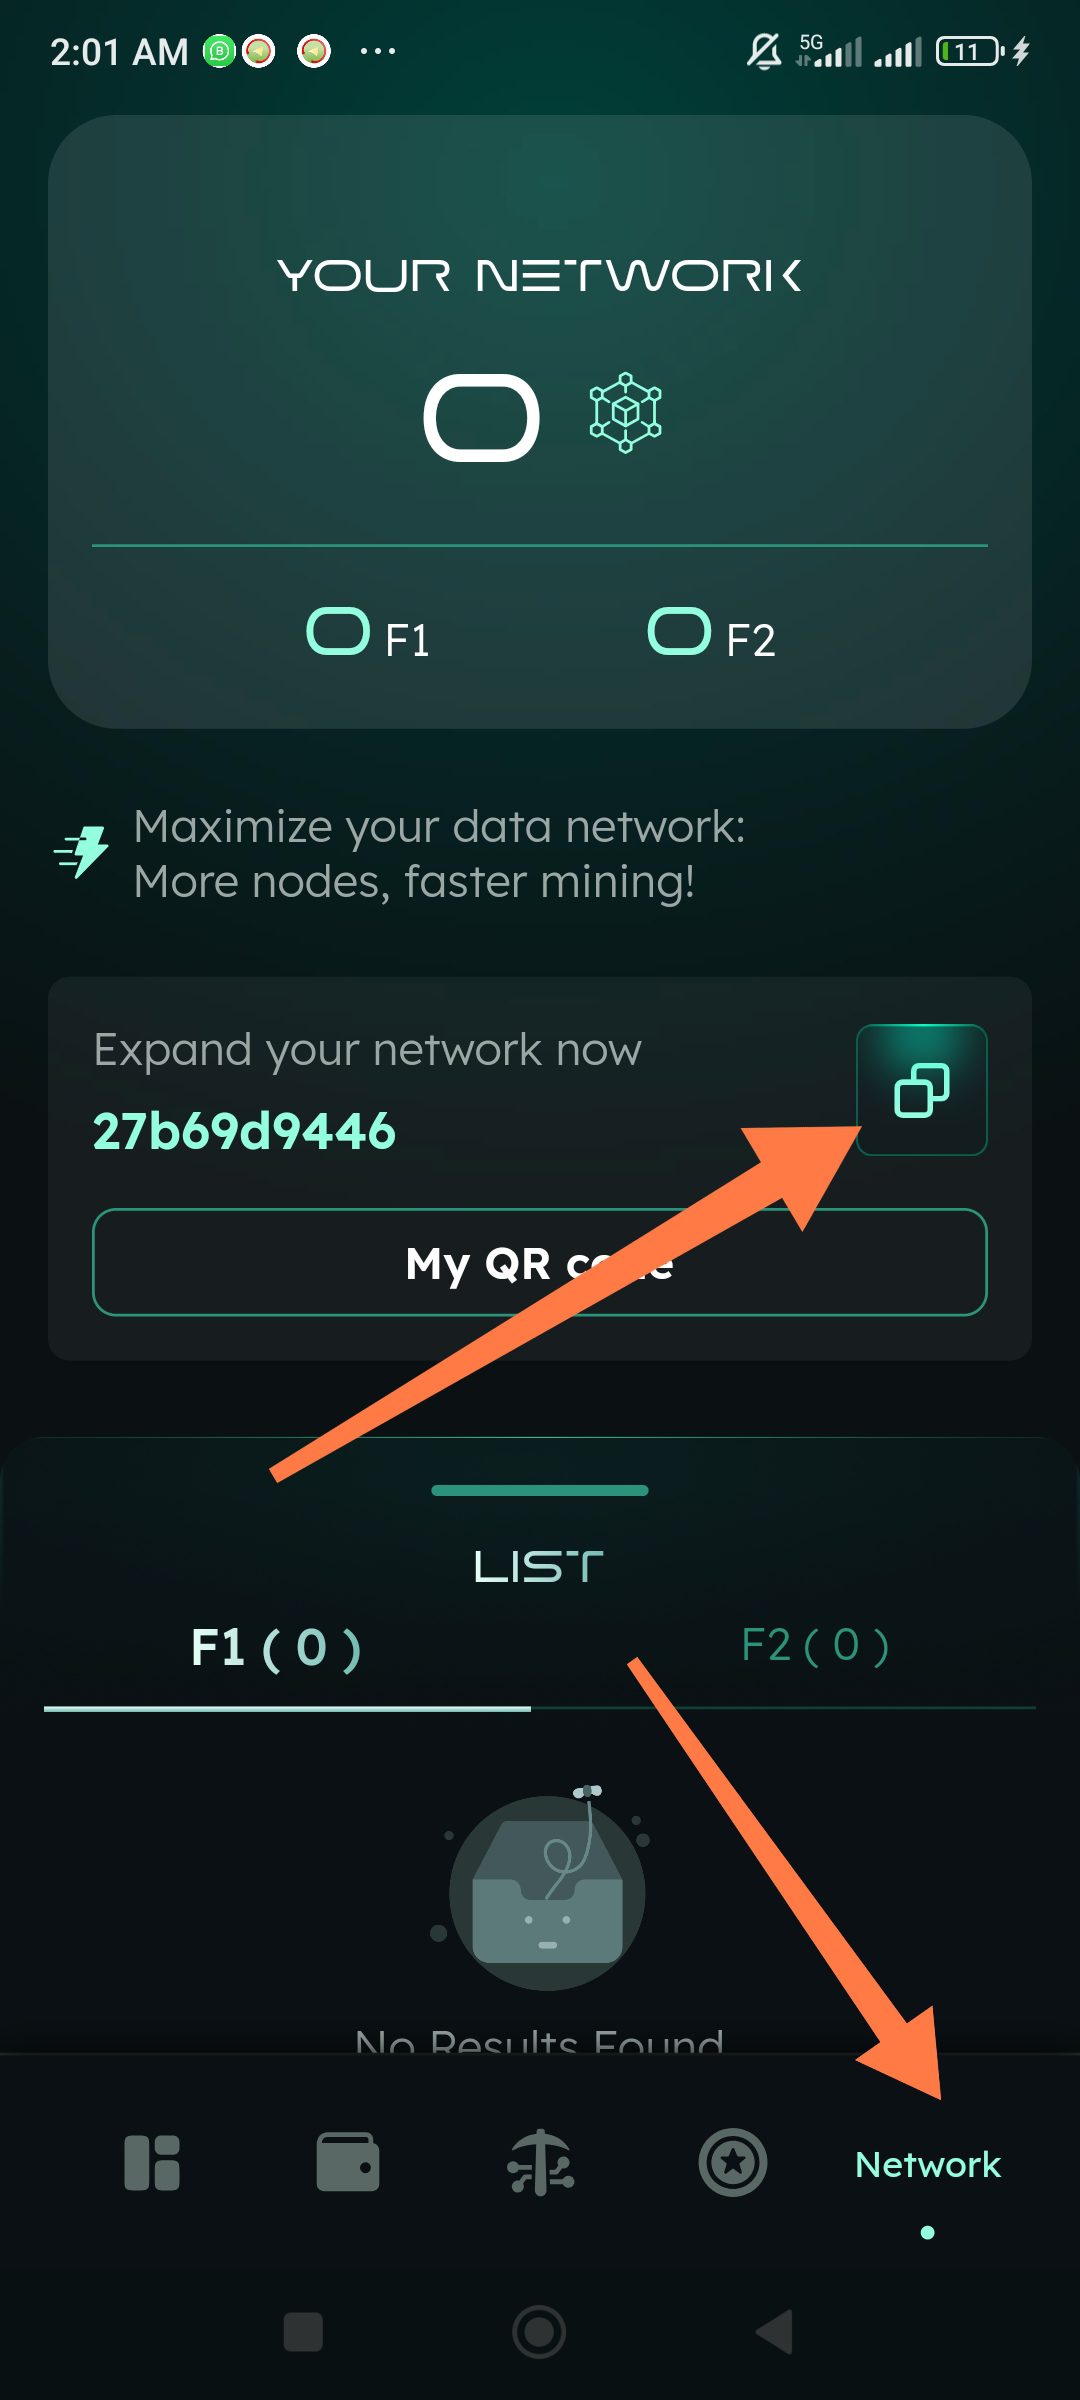 2:01 AM
5G
11
YOUR NETWORK
0
0 F1
0 F2
Maximize your data network:
More nodes, faster mining!
Expand your network now
27b69d9446
My QR code
LIST
F1 ( 0 )
F2 ( 0 )
No Results Found
Network